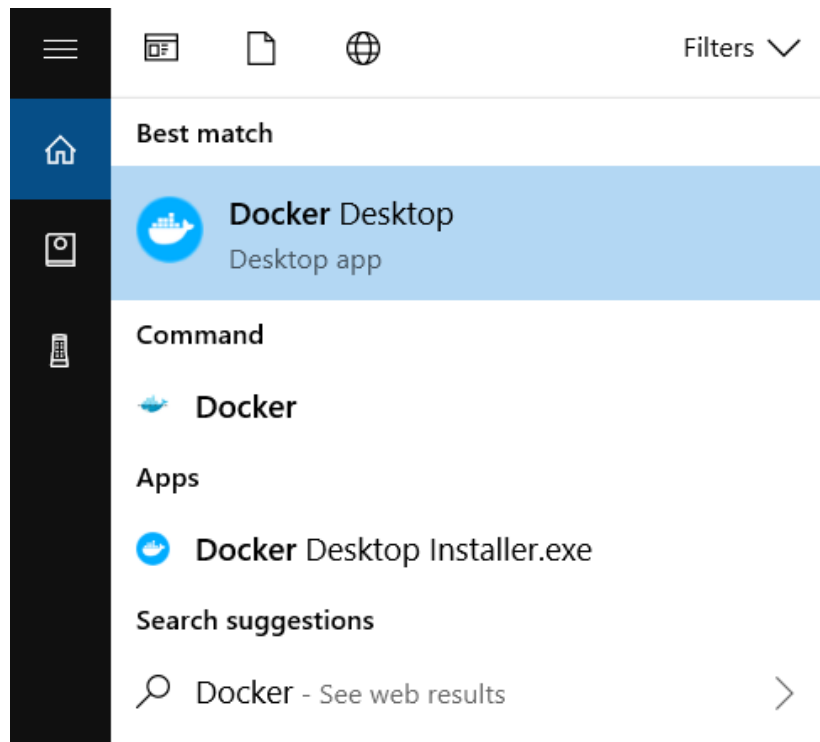 Filters
Best match
Docker Desktop
Desktop app
Command
Docker
Apps
Docker Desktop Installer.exe
Search suggestions
Docker - See web results